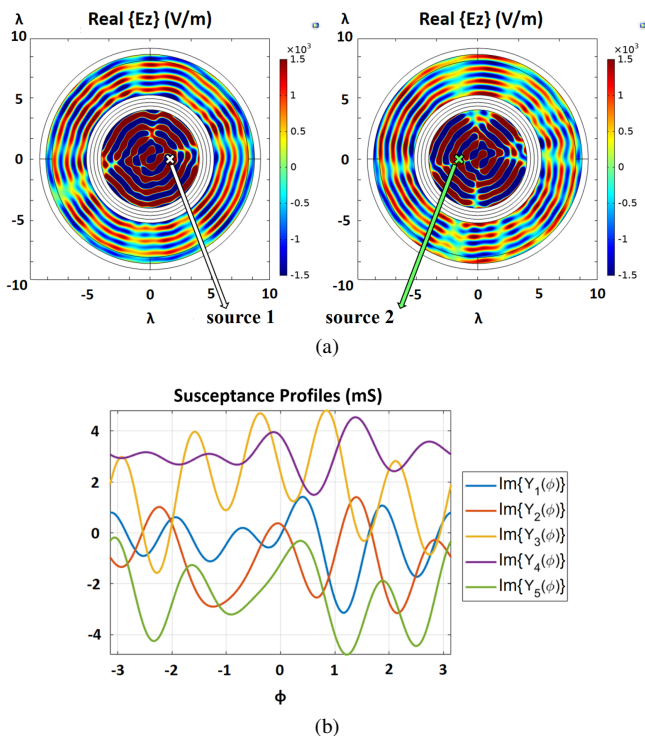 λ Real {Ez} (V/m) Real {Ez} (V/m)
10 ×10³ 10 ×10³
1.5 1.5
1 1
5 5
0.5 0.5
0 0 0 0
-0.5 -0.5
-5 -5
-1 -1
-1.5 -1.5
-10 -10
-5 0 5 10 -5 0 5 10
λ source 1 source 2 λ
(a)
Susceptance Profiles (mS)
4
2
0
-2
-4
-3 -2 -1 0 1 2 3
ϕ
Im{Y₁(ϕ)}
Im{Y₂(ϕ)}
Im{Y₃(ϕ)}
Im{Y₄(ϕ)}
Im{Y₅(ϕ)}
(b)